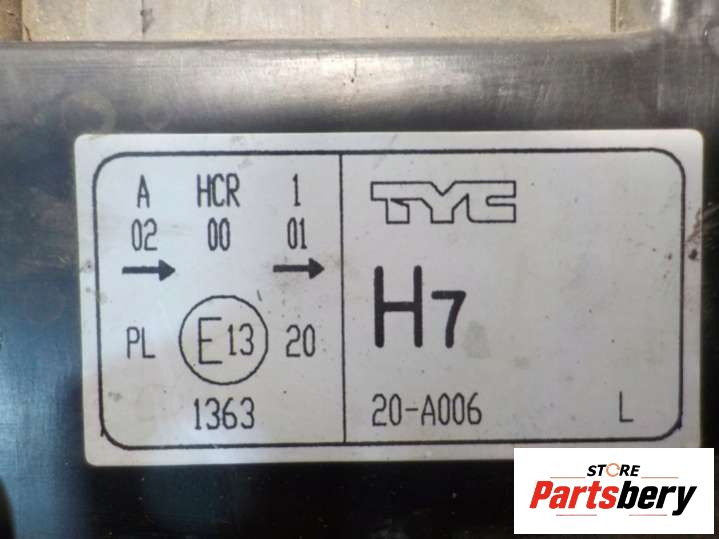 A HCR 1
02 00 01
PL E13 20
1363
TYC
H7
20-A006 L
STORE
Partsbery